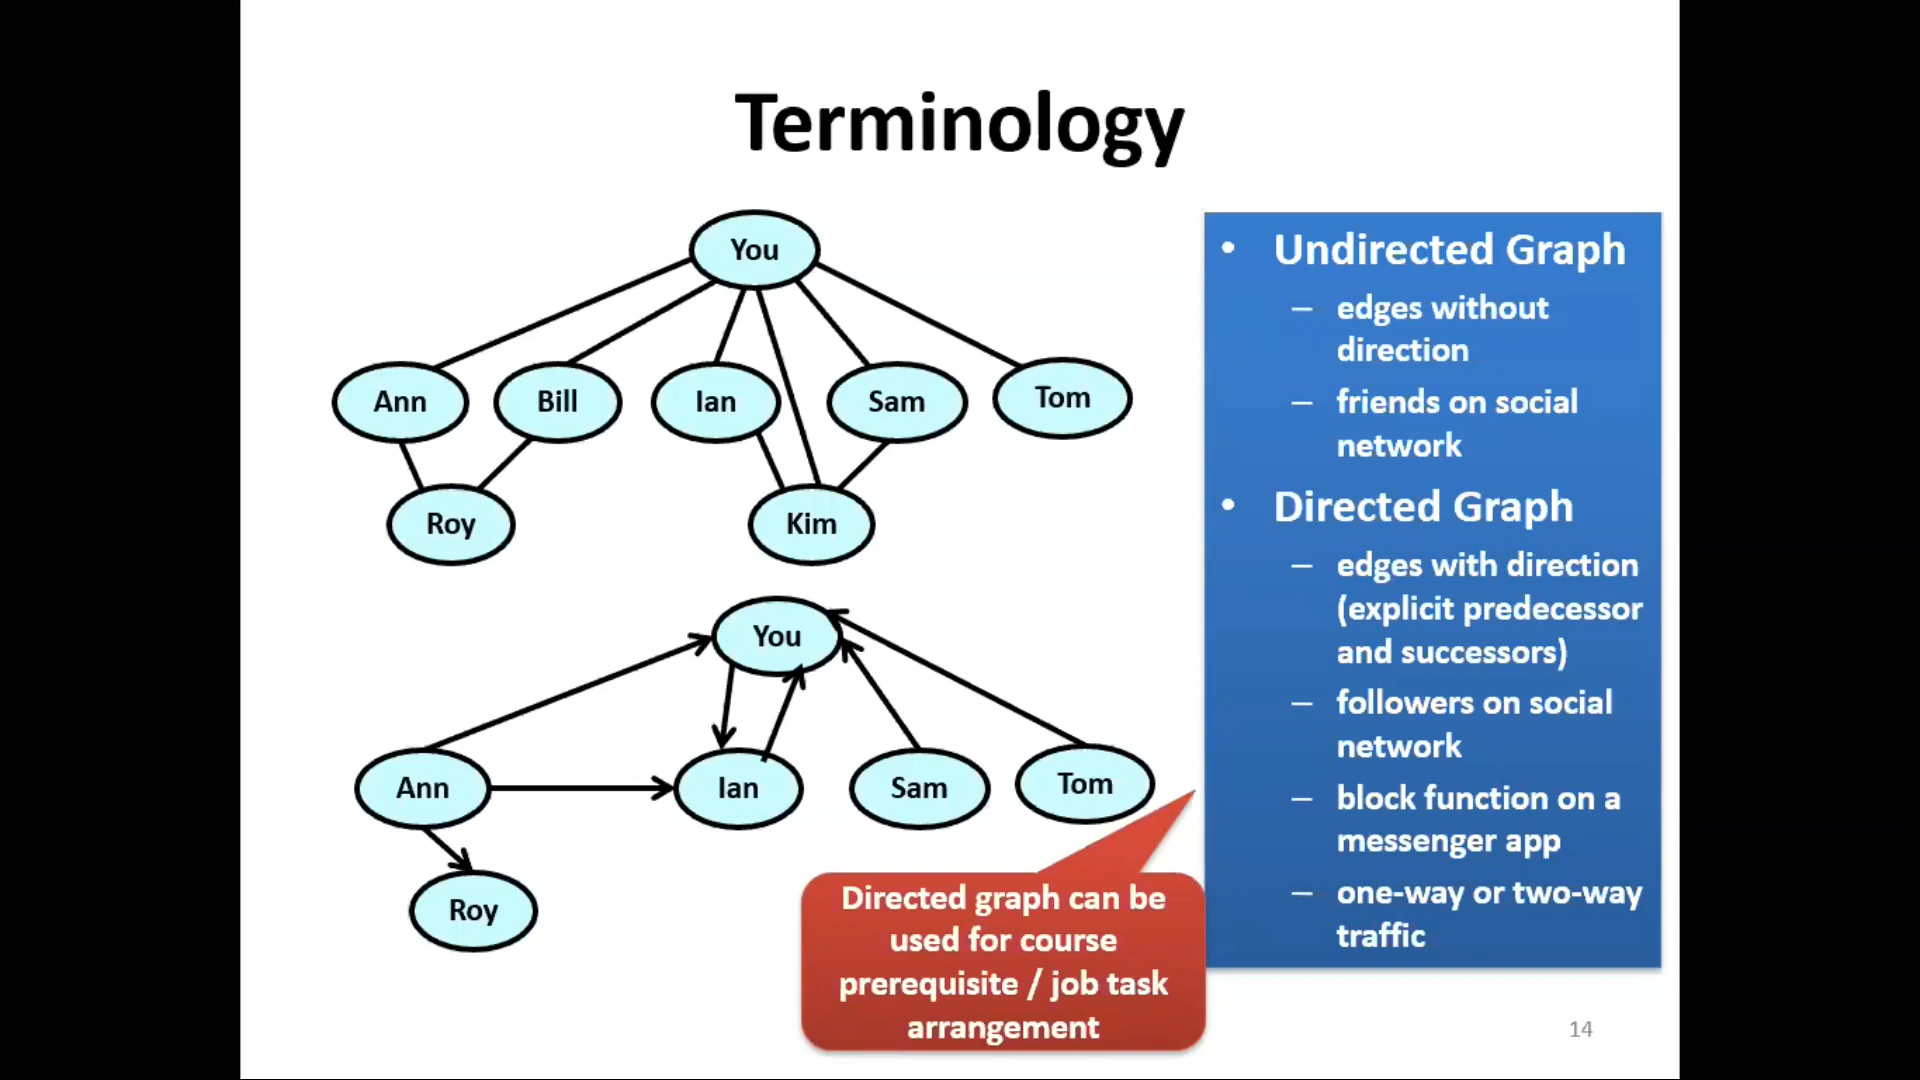 Terminology
You
Ann
Bill
Ian
Sam
Tom
Roy
Kim
You
Ann
Ian
Sam
Tom
Roy
Directed graph can be
used for course
prerequisite / job task
arrangement
• Undirected Graph
– edges without
direction
– friends on social
network
• Directed Graph
– edges with direction
(explicit predecessor
and successors)
– followers on social
network
– block function on a
messenger app
– one-way or two-way
traffic
14